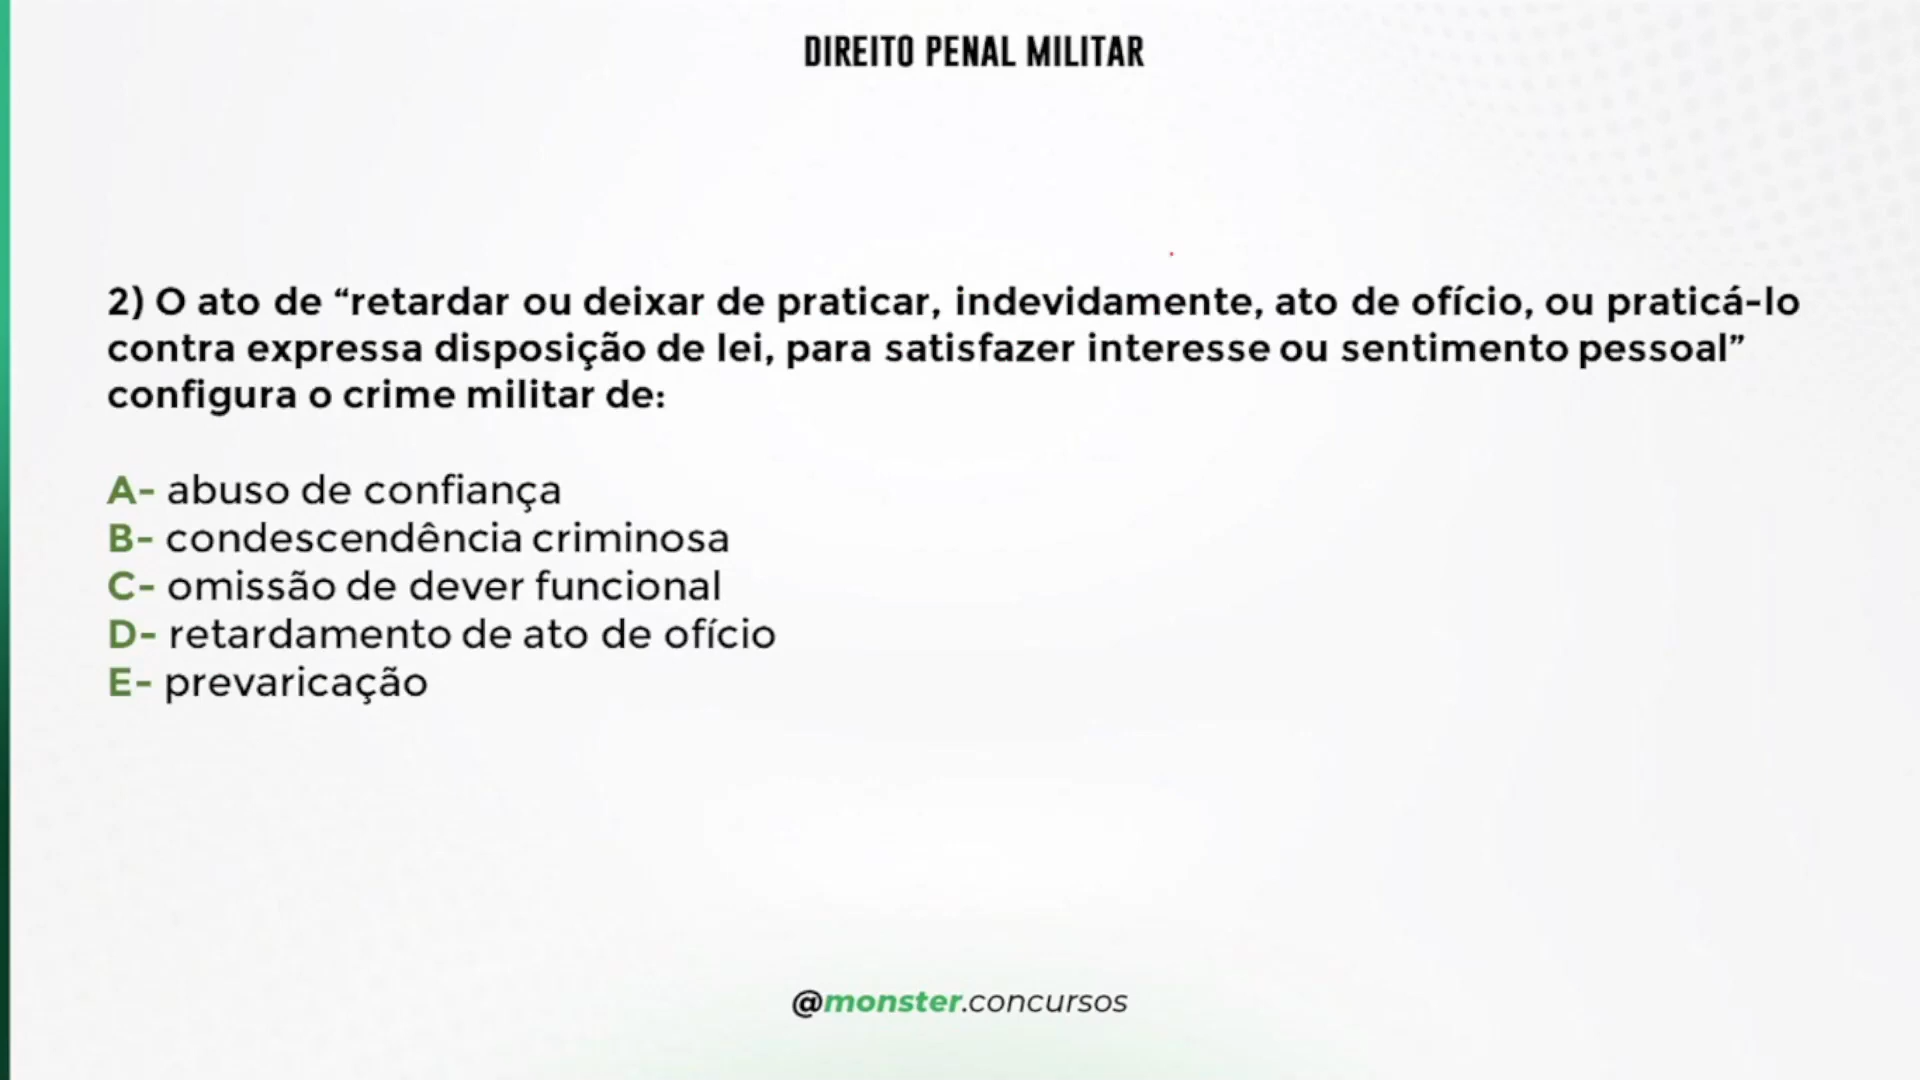 DIREITO PENAL MILITAR
2) O ato de “retardar ou deixar de praticar, indevidamente, ato de ofício, ou praticá-lo
contra expressa disposição de lei, para satisfazer interesse ou sentimento pessoal”
configura o crime militar de:
A- abuso de confiança
B- condescendência criminosa
C- omissão de dever funcional
D- retardamento de ato de ofício
E- prevaricação
@monster.concursos